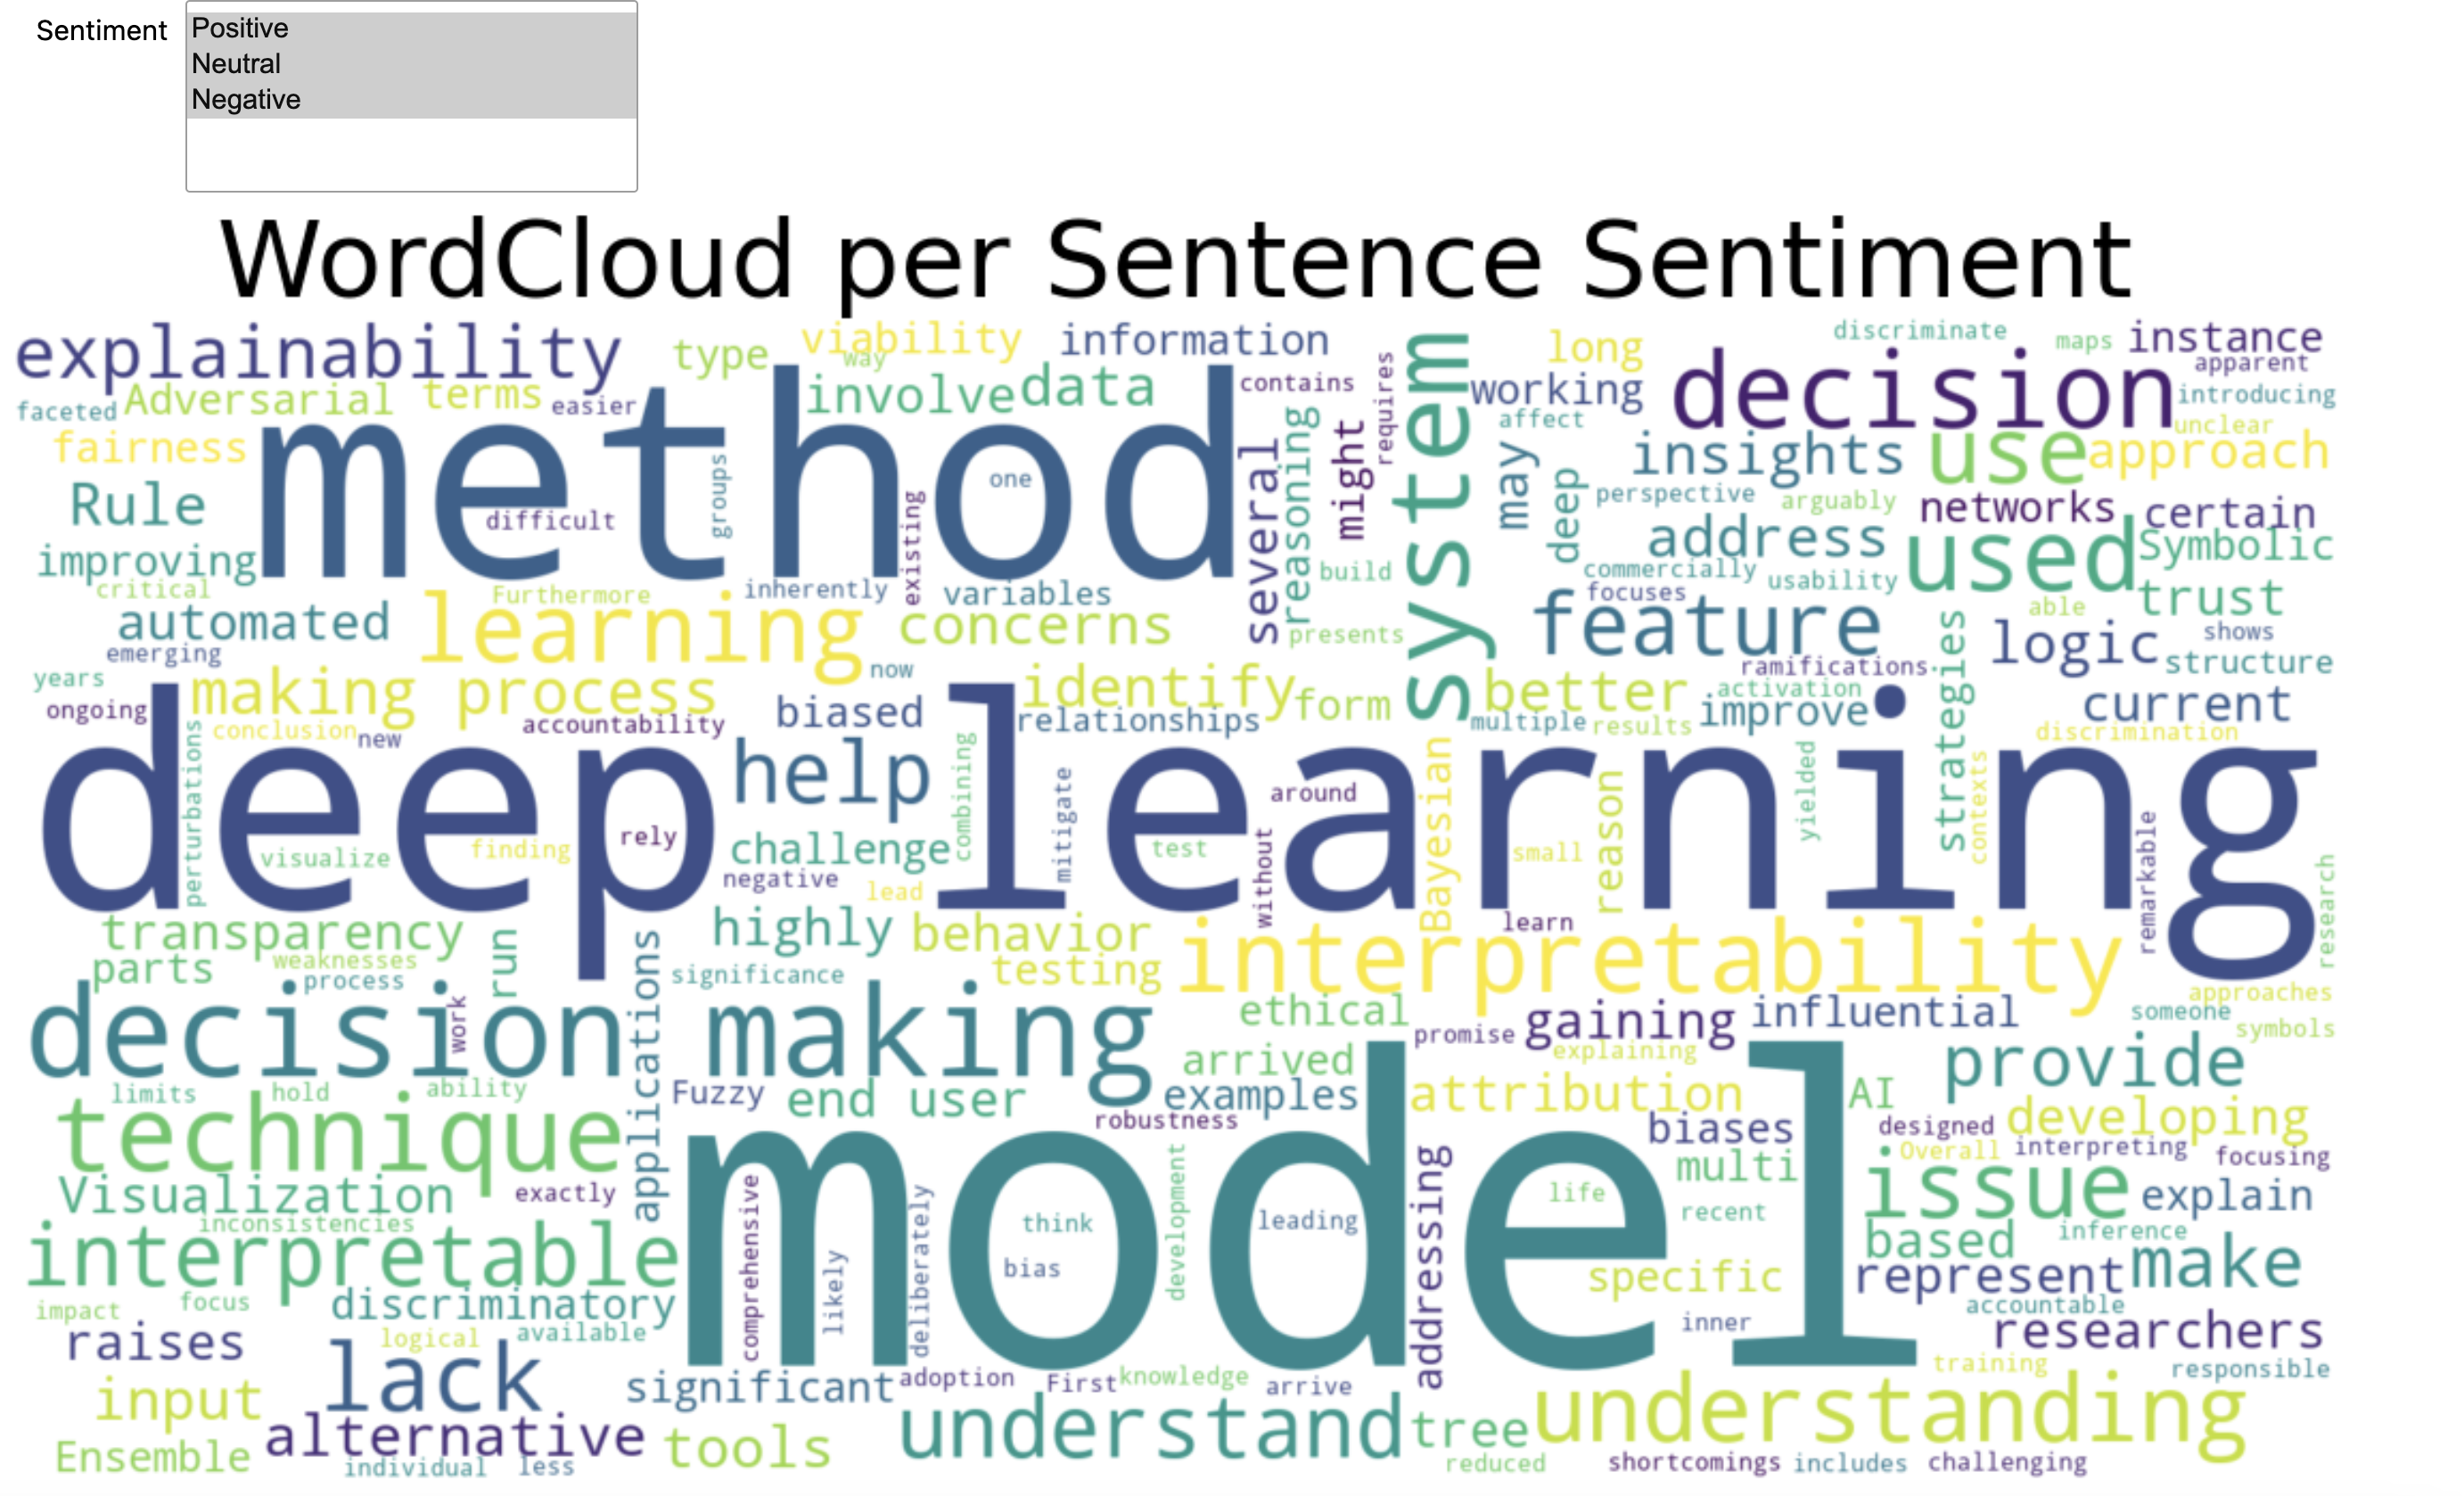 Sentiment
Positive
Neutral
Negative
WordCloud per Sentence Sentiment
explainability
type
viability
way
information
system
long
discriminate
maps
instance
apparent
faceted
Adversarial
terms
easier
involve
data
contains
requires
working
affect
decision
introducing
unclear
fairness
method
groups
one
several
reasoning
might
may
deep
insights
use
approach
Rule
difficult
existing
perspective
arguably
networks
certain
improving
address
used
Symbolic
critical
Furthermore
inherently
variables
build
commercially
usability
focuses
able
trust
automated
learning
concerns
presents
feature
strategies
logic
shows
emerging
now
ramifications
structure
years
making process
identify
form
better
activation
current
ongoing
conclusion
new
accountability
biased
relationships
multiple
results
improve
discrimination
perturbations
deep learning
help
combining
mitigate
around
Bayesian
reason
yielded
contexts
visualize
finding
rely
challenge
test
without
small
remarkable
research
negative
lead
learn
transparency
weaknesses
run
applications
highly
behavior
interpretability
parts
process
significance
testing
approaches
decision making
work
ethical
promise
gaining
influential
someone
symbols
arrived
explaining
provide
limits
hold
ability
Fuzzy
end user
examples
attribution
AI
technique
robustness
biases
designed
developing
Overall
interpreting
focusing
Visualization
exactly
model
comprehensive
likely
deliberately
think
bias
development
leading
addressing
life
multi
recent
issue
explain
inconsistencies
interpretable
based
inference
specific
represent
make
impact
focus
discriminatory
accountable
raises
logical
available
inner
researchers
lack
training
responsible
input
significant
adoption
First
knowledge
arrive
understand
tree
understanding
alternative
tools
Ensemble
individual
less
reduced
shortcomings
includes
challenging